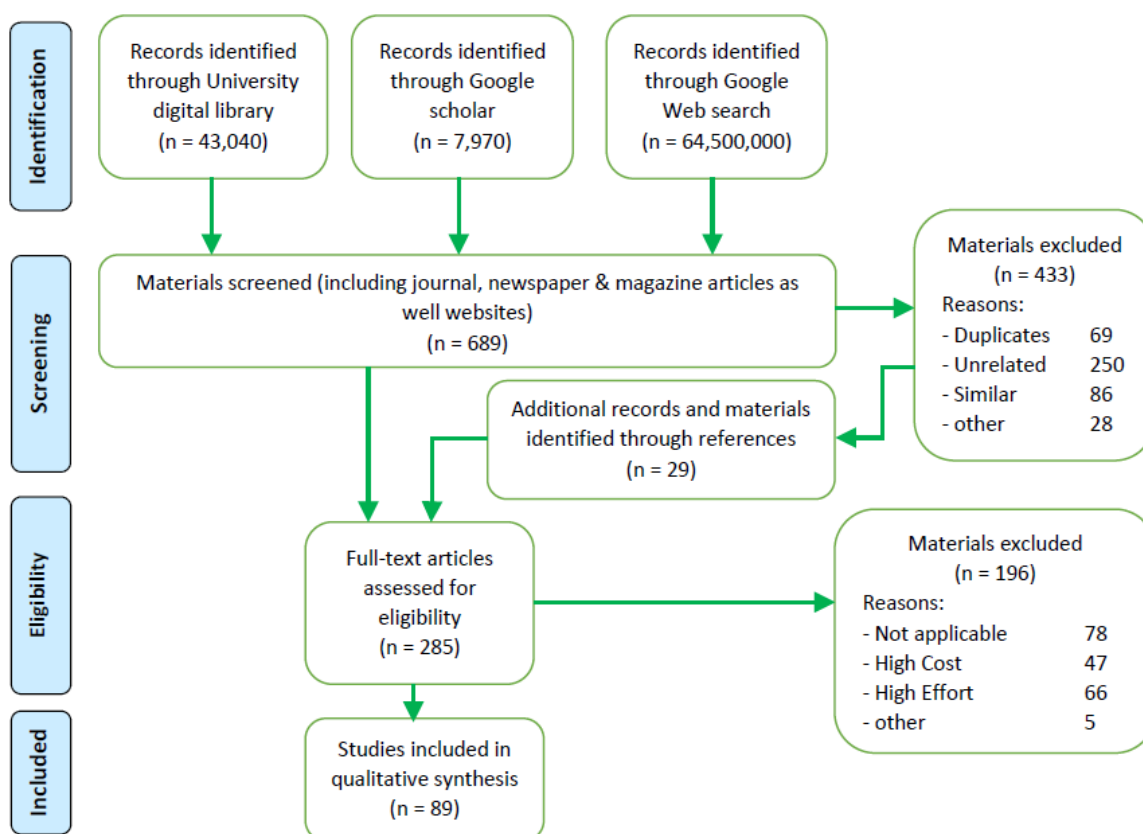 Identification
Records identified
through University
digital library
(n = 43,040)
Records identified
through Google
scholar
(n = 7,970)
Records identified
through Google
Web search
(n = 64,500,000)
Screening
Materials screened (including journal, newspaper & magazine articles as
well websites)
(n = 689)
Materials excluded
(n = 433)
Reasons:
- Duplicates 69
- Unrelated 250
- Similar 86
- other 28
Additional records and materials
identified through references
(n = 29)
Eligibility
Full-text articles
assessed for
eligibility
(n = 285)
Materials excluded
(n = 196)
Reasons:
- Not applicable 78
- High Cost 47
- High Effort 66
- other 5
Included
Studies included in
qualitative synthesis
(n = 89)